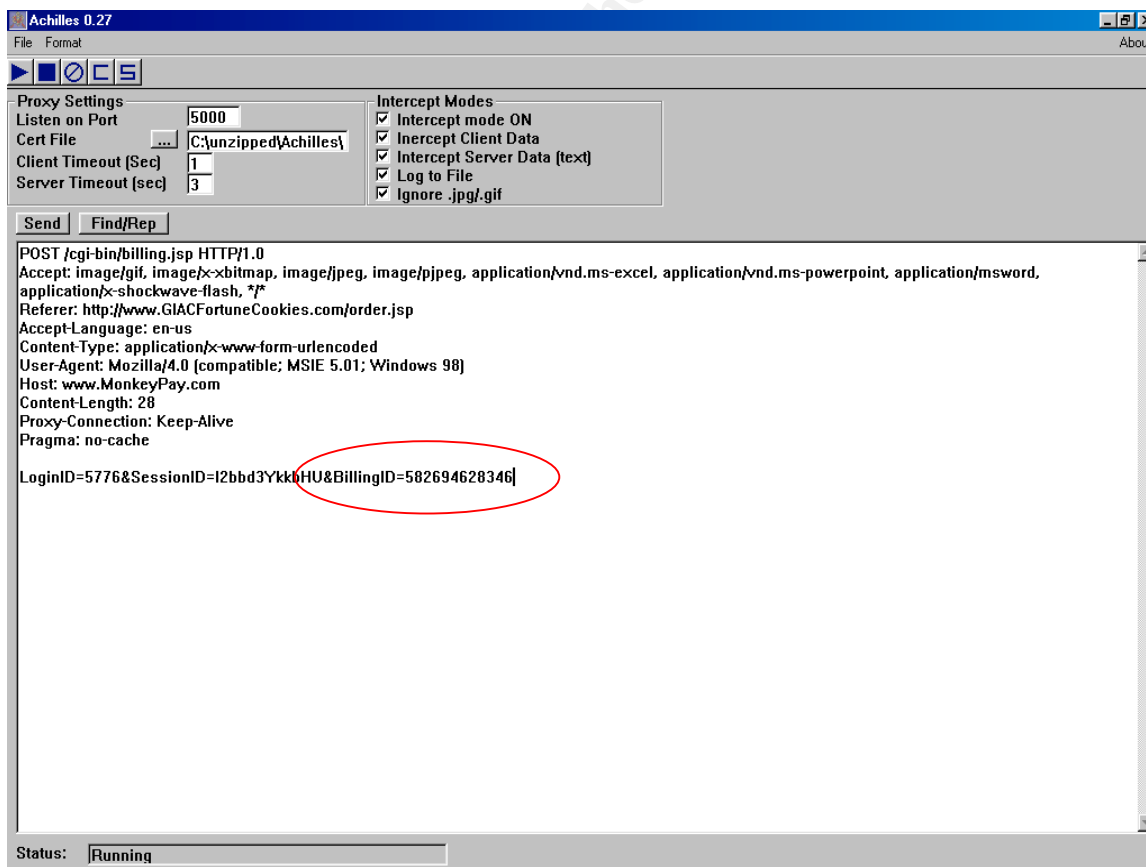 Achilles 0.27
File Format
Abou
Proxy Settings
Listen on Port 5000
Cert File ... C:\unzipped\Achilles\
Client Timeout (Sec) 1
Server Timeout (sec) 3
Intercept Modes
Intercept mode ON
Inercept Client Data
Intercept Server Data (text)
Log to File
Ignore .jpg/.gif
Send Find/Rep
POST /cgi-bin/billing.jsp HTTP/1.0
Accept: image/gif, image/x-xbitmap, image/jpeg, image/pjpeg, application/vnd.ms-excel, application/vnd.ms-powerpoint, application/msword,
application/x-shockwave-flash, */*
Referer: http://www.GIACFortuneCookies.com/order.jsp
Accept-Language: en-us
Content-Type: application/x-www-form-urlencoded
User-Agent: Mozilla/4.0 (compatible; MSIE 5.01; Windows 98)
Host: www.MonkeyPay.com
Content-Length: 28
Proxy-Connection: Keep-Alive
Pragma: no-cache
LoginID=5776&SessionID=I2bbd3YkkbHU&BillingID=582694628346
Status: Running